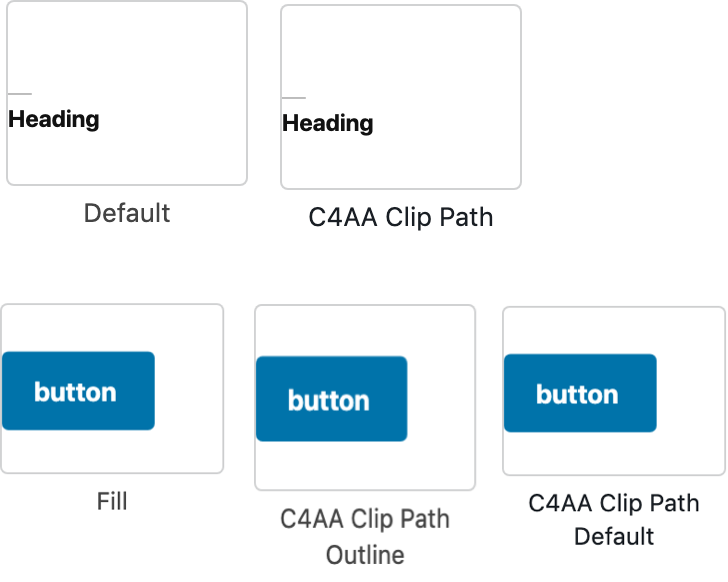 Heading
Heading
Default
C4AA Clip Path
button
button
button
Fill
C4AA Clip Path
Outline
C4AA Clip Path
Default